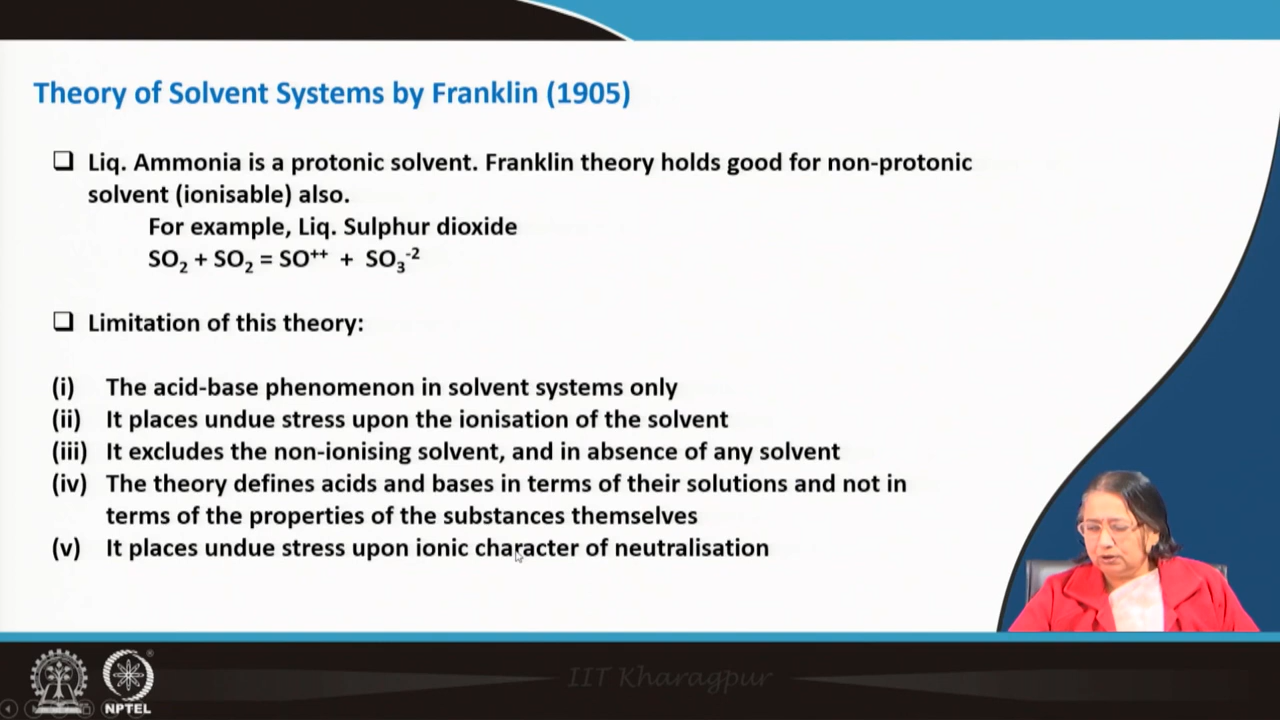 Theory of Solvent Systems by Franklin (1905)
❑ Liq. Ammonia is a protonic solvent. Franklin theory holds good for non-protonic
solvent (ionisable) also.
For example, Liq. Sulphur dioxide
SO₂ + SO₂ = SO⁺⁺ + SO₃⁻²
❑ Limitation of this theory:
(i) The acid-base phenomenon in solvent systems only
(ii) It places undue stress upon the ionisation of the solvent
(iii) It excludes the non-ionising solvent, and in absence of any solvent
(iv) The theory defines acids and bases in terms of their solutions and not in
terms of the properties of the substances themselves
(v) It places undue stress upon ionic character of neutralisation
IIT Kharagpur
NPTEL